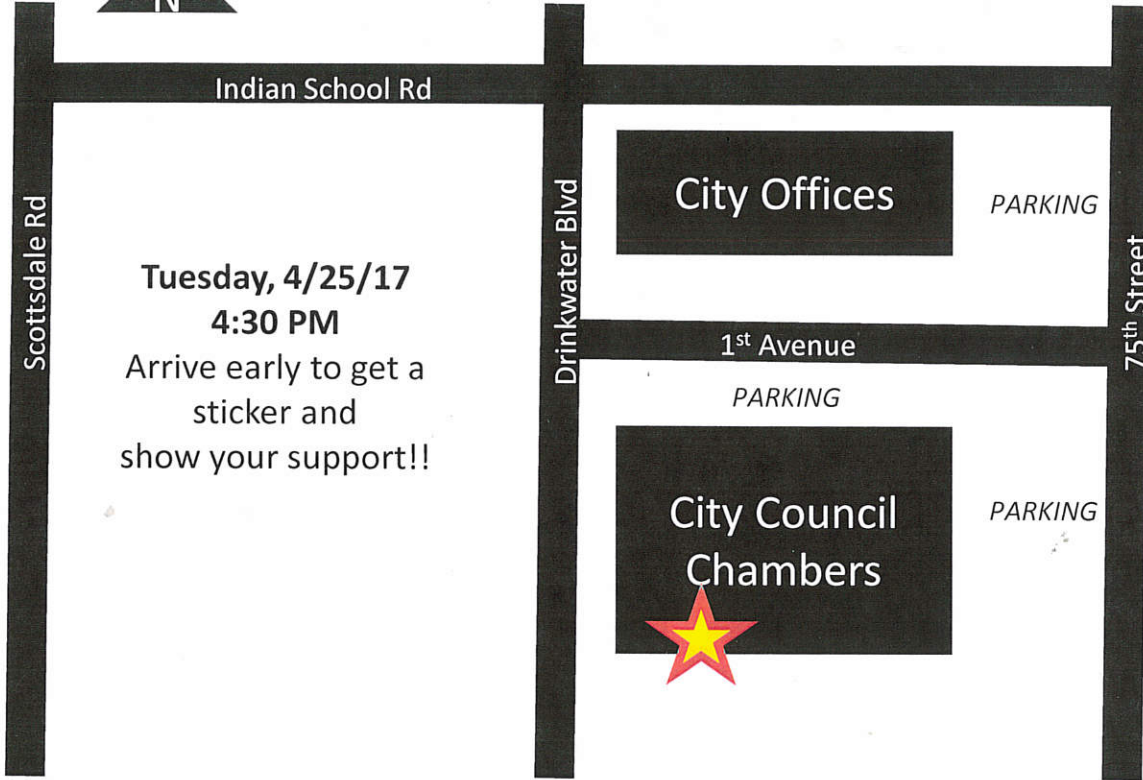 N
Indian School Rd
Scottsdale Rd
Tuesday, 4/25/17
4:30 PM
Arrive early to get a
sticker and
show your support!!
Drinkwater Blvd
City Offices
PARKING
1st Avenue
75th Street
PARKING
City Council
Chambers
PARKING